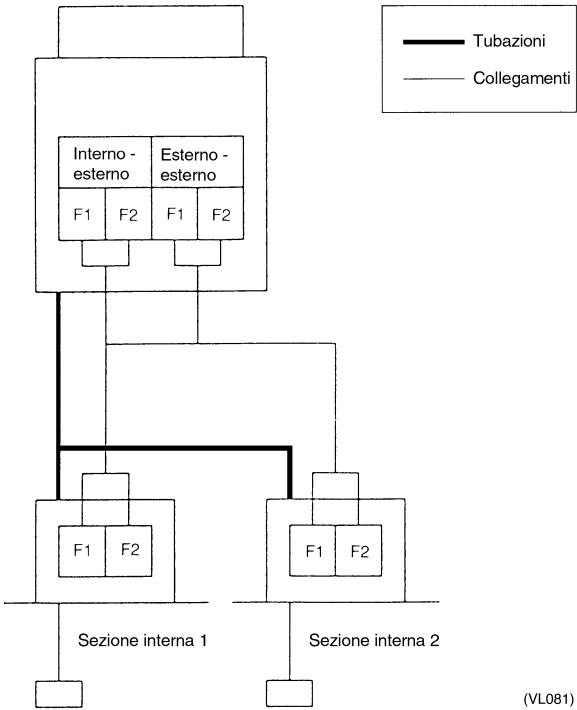 Tubazioni
Collegamenti
Interno -
esterno
Esterno -
esterno
F1 F2 F1 F2
F1 F2
F1 F2
Sezione interna 1
Sezione interna 2
(VL081)